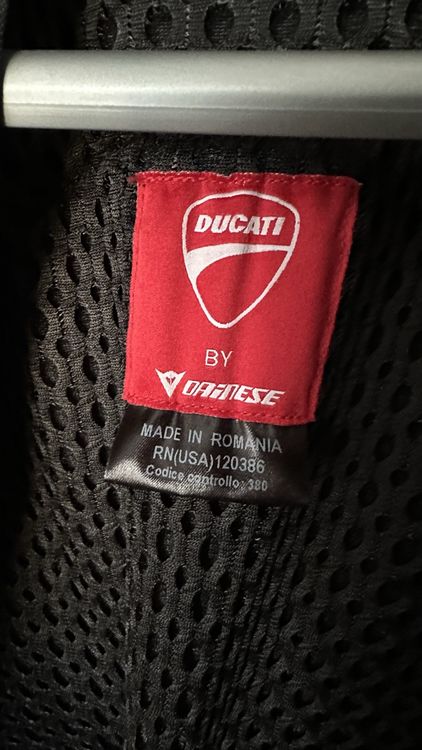 DUCATI
BY
DAINESE
MADE IN ROMANIA
RN(USA)120386
Codice controllo: 380